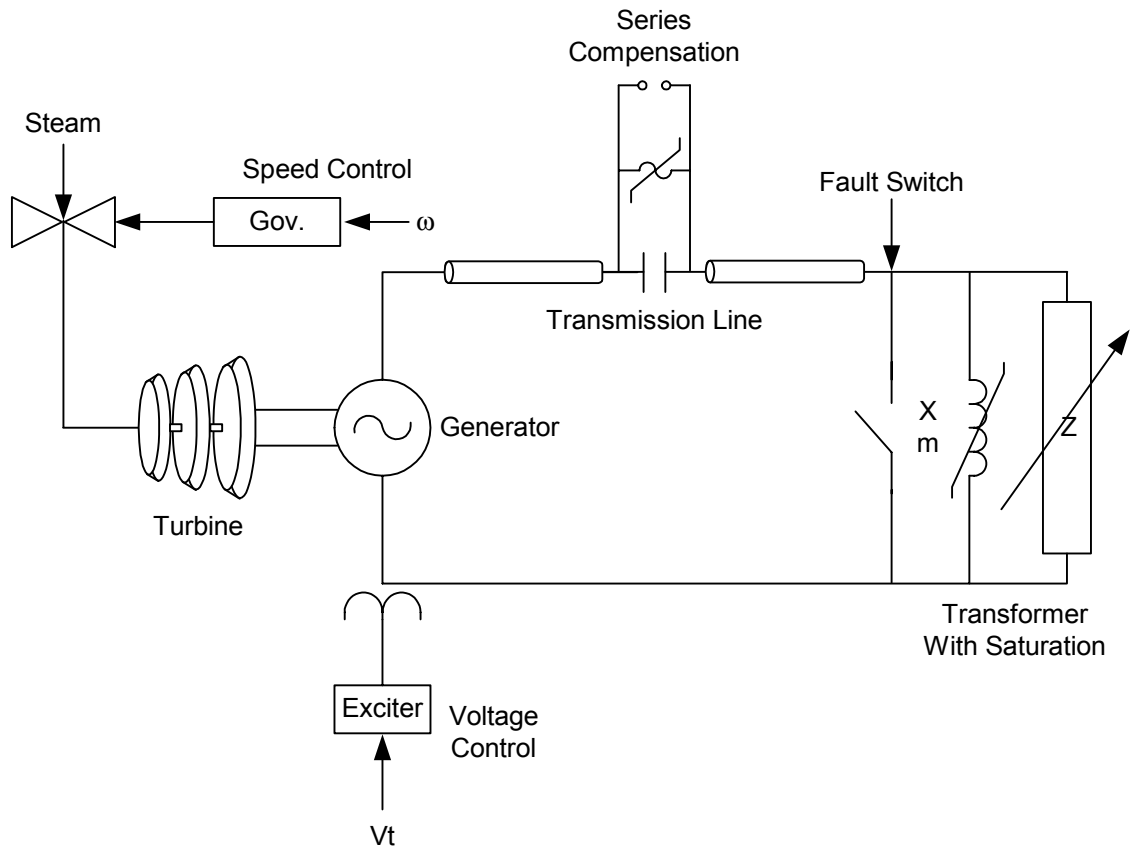 Series
Compensation
Steam
Speed Control
Fault Switch
Gov.
ω
Transmission Line
X
m
Z
Generator
Turbine
Transformer
With Saturation
Exciter
Voltage
Control
Vt